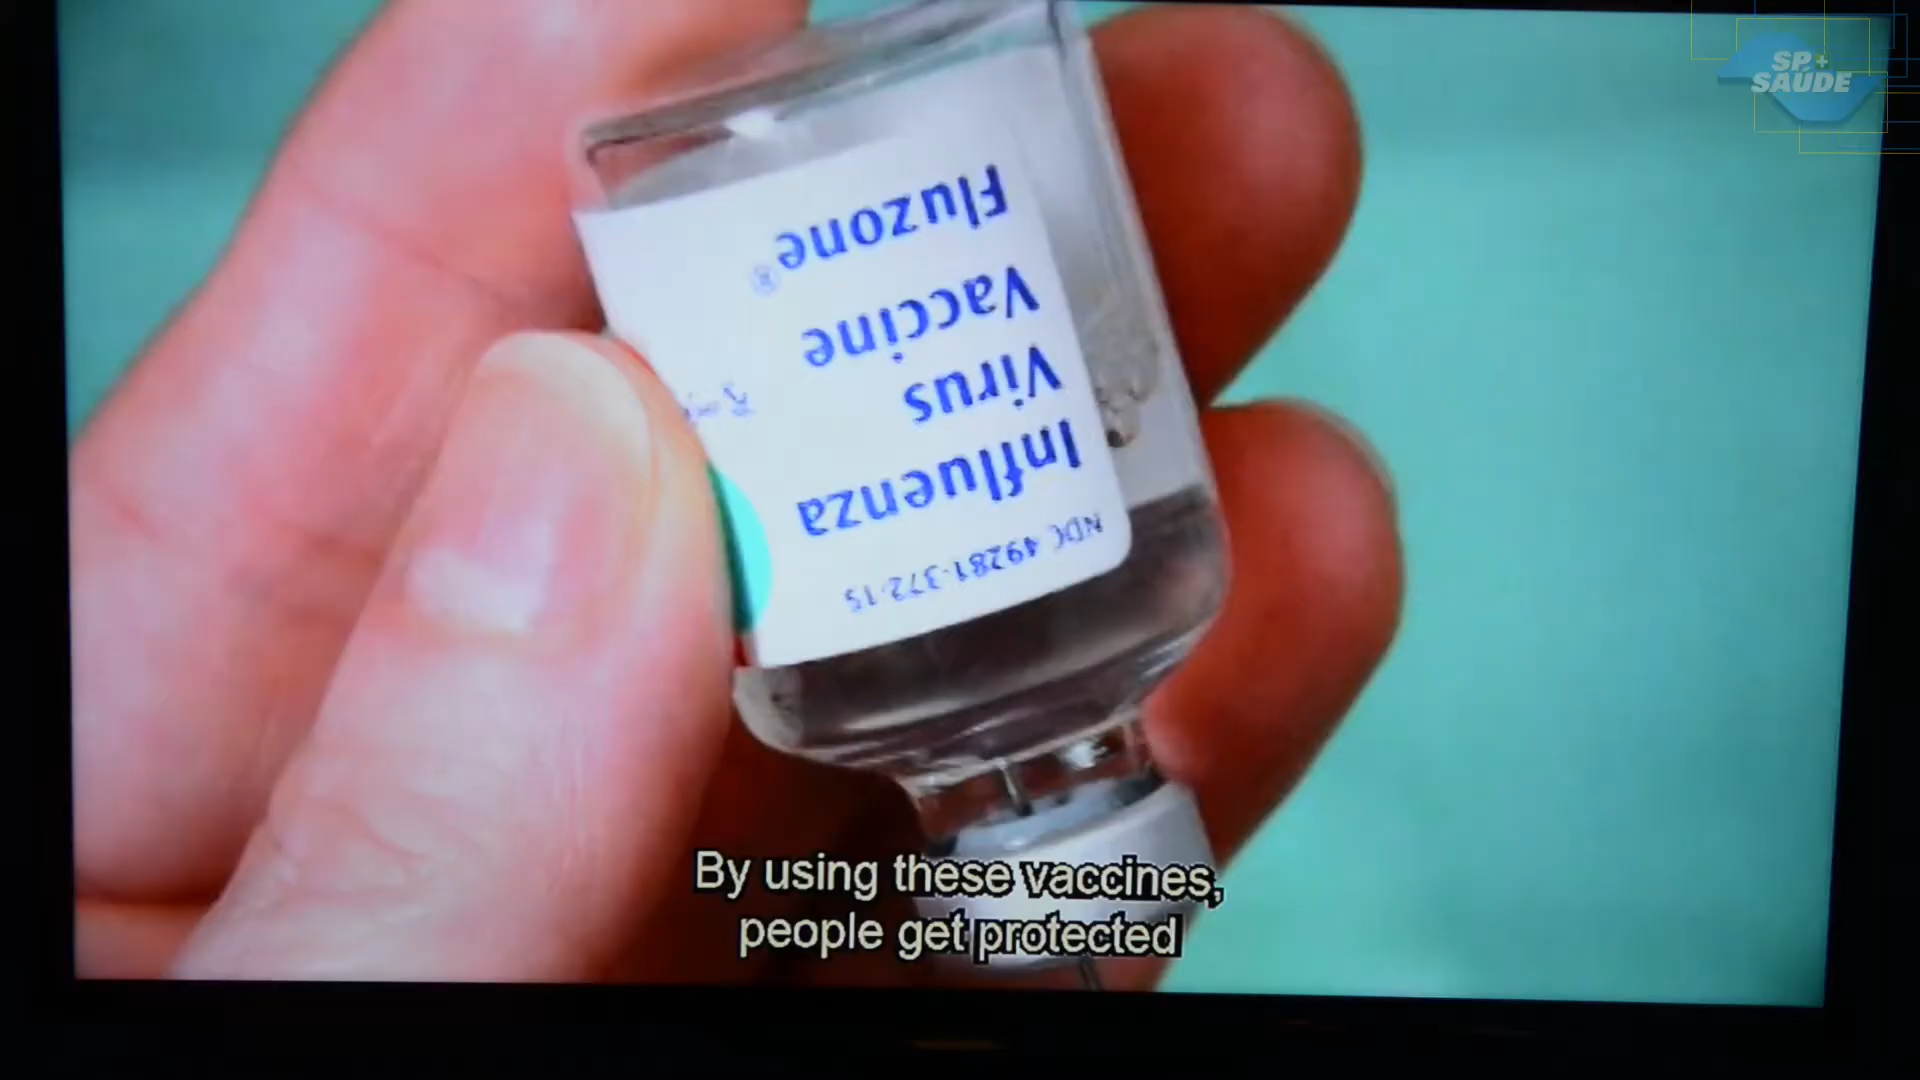 SP+
SAÚDE
NDC 49281-372-15
Influenza
Virus
Vaccine
Fluzone®
By using these vaccines,
people get protected